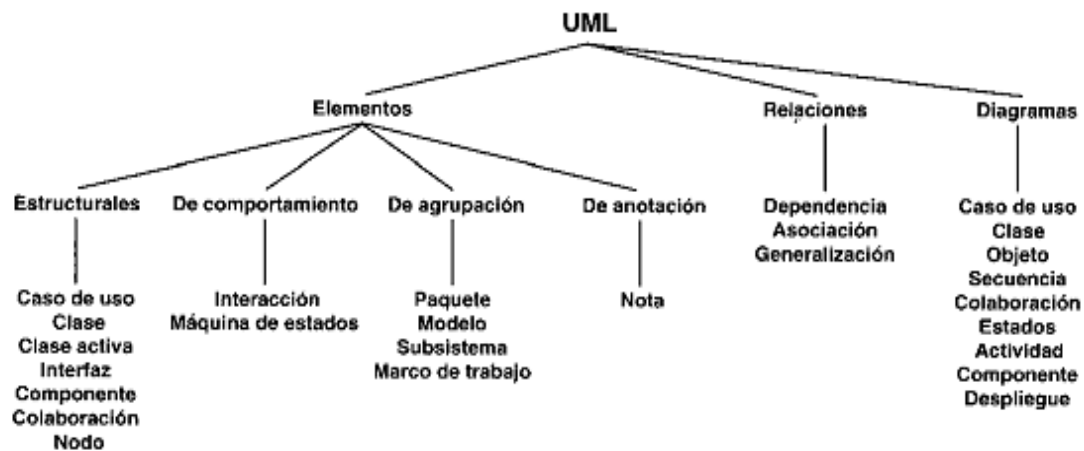 UML
Elementos
Relaciones
Diagramas
Estructurales
De comportamiento
De agrupación
De anotación
Dependencia
Asociación
Generalización
Caso de uso
Clase
Objeto
Secuencia
Colaboración
Estados
Actividad
Componente
Despliegue
Caso de uso
Clase
Clase activa
Interfaz
Componente
Colaboración
Nodo
Interacción
Máquina de estados
Paquete
Modelo
Subsistema
Marco de trabajo
Nota